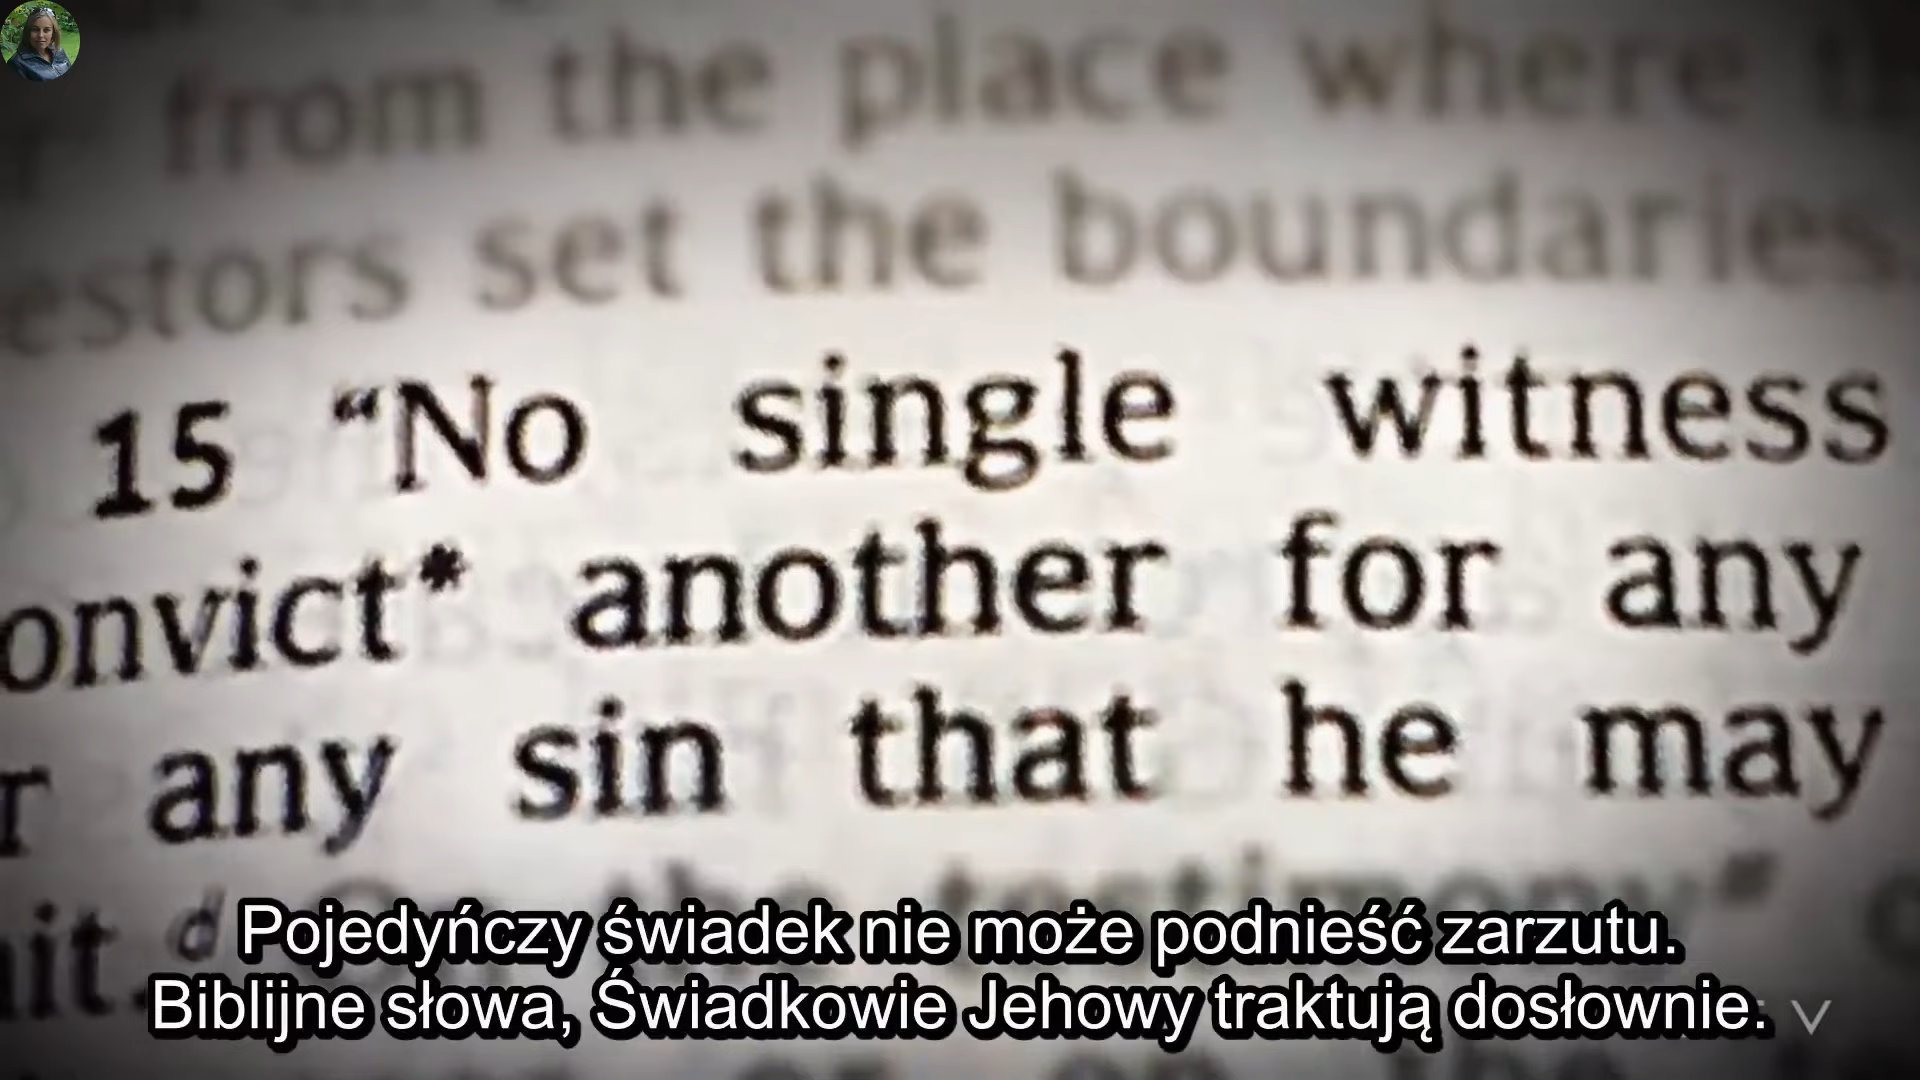 from the place where
estors set the boundaries
15 “No single witness
onvict* another for any
r any sin that he may
Pojedyńczy świadek nie może podnieść zarzutu.
Biblijne słowa, Świadkowie Jehowy traktują dosłownie.